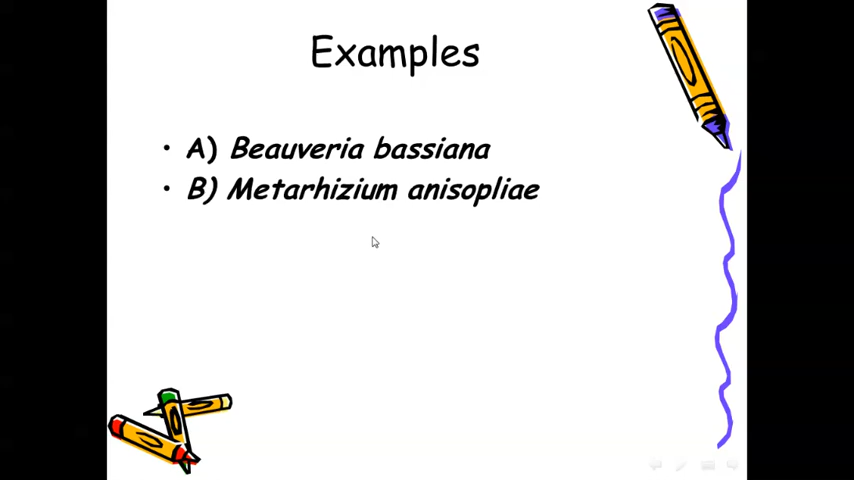 Examples
• A) Beauveria bassiana
• B) Metarhizium anisopliae